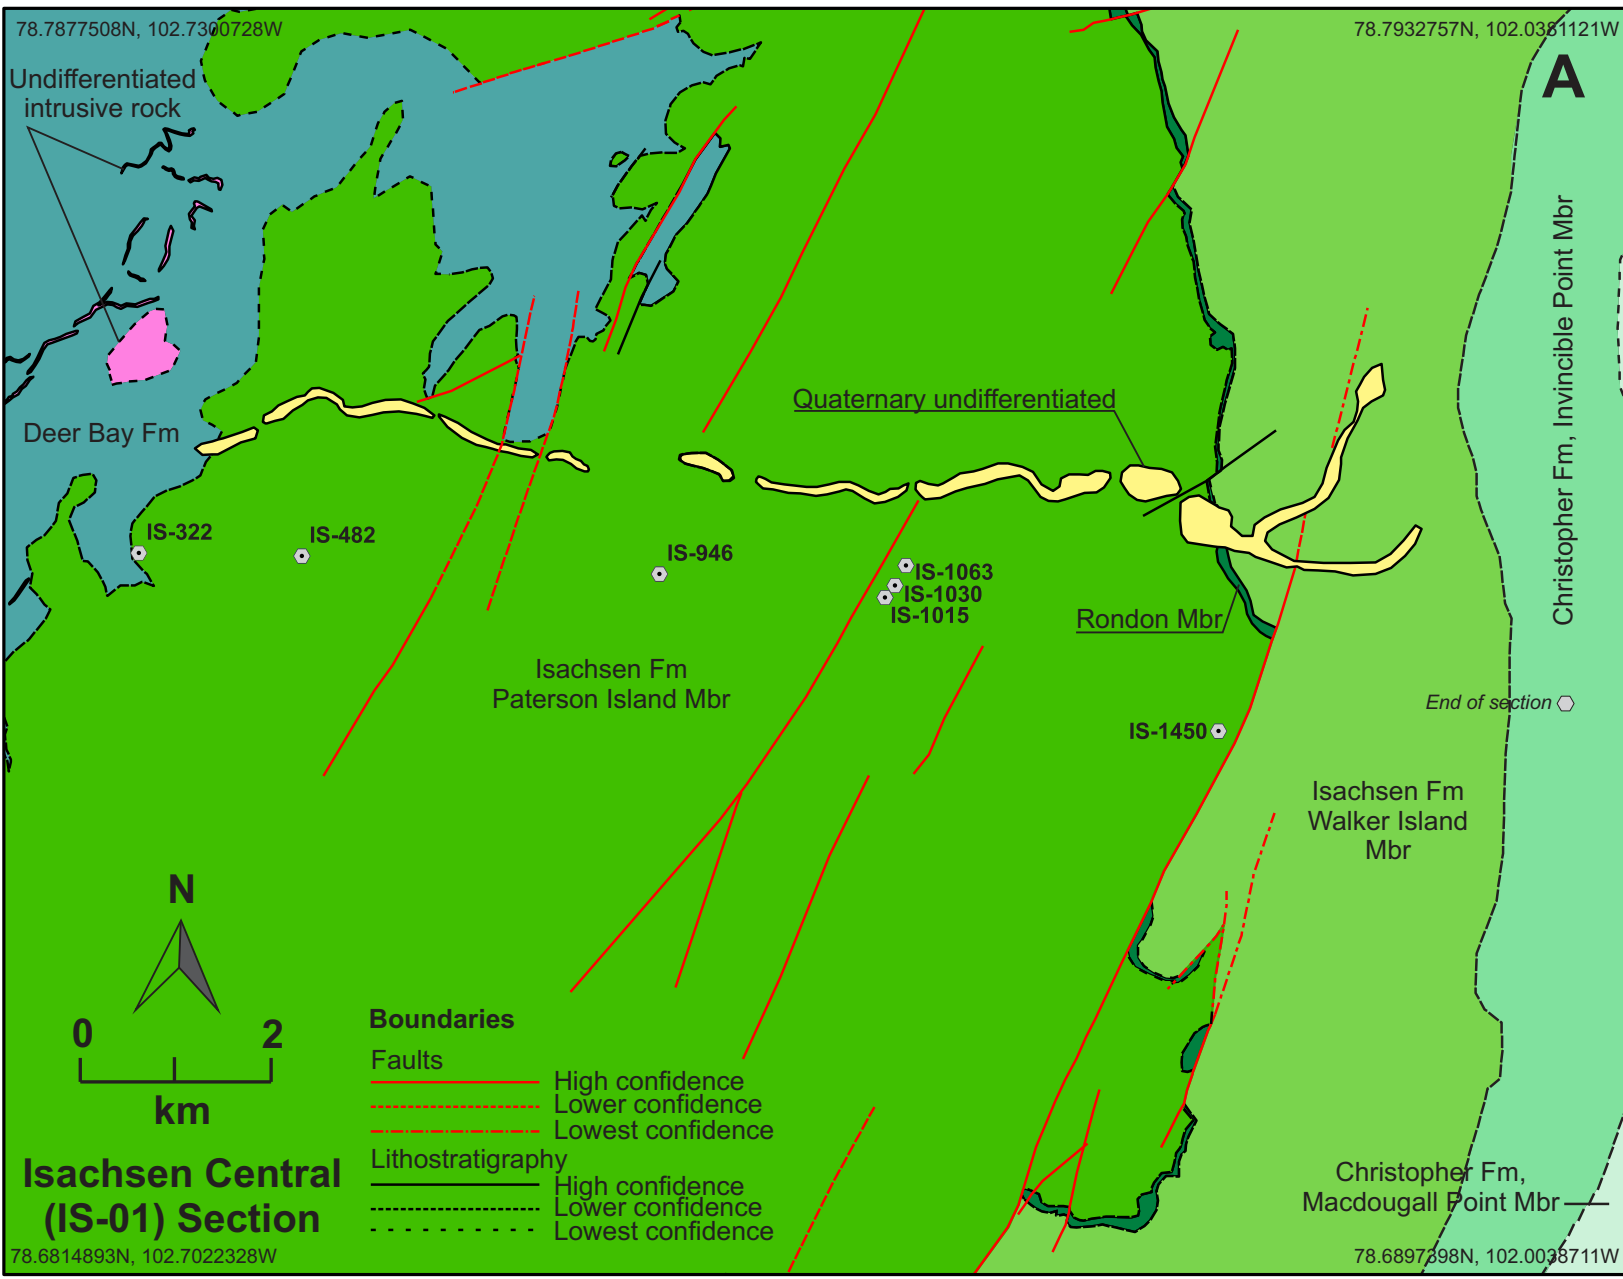 78.7877508N, 102.7300728W
78.7932757N, 102.0381121W
A
Undifferentiated
intrusive rock
Christopher Fm, Invincible Point Mbr
Quaternary undifferentiated
Deer Bay Fm
IS-322
IS-482
IS-946
IS-1063
IS-1030
IS-1015
Rondon Mbr
Isachsen Fm
Paterson Island Mbr
End of section
IS-1450
Isachsen Fm
Walker Island
Mbr
N
0 2
km
Boundaries
Faults
High confidence
Lower confidence
Lowest confidence
Lithostratigraphy
High confidence
Lower confidence
Lowest confidence
Isachsen Central
(IS-01) Section
Christopher Fm,
Macdougall Point Mbr
78.6814893N, 102.7022328W
78.6897398N, 102.0038711W